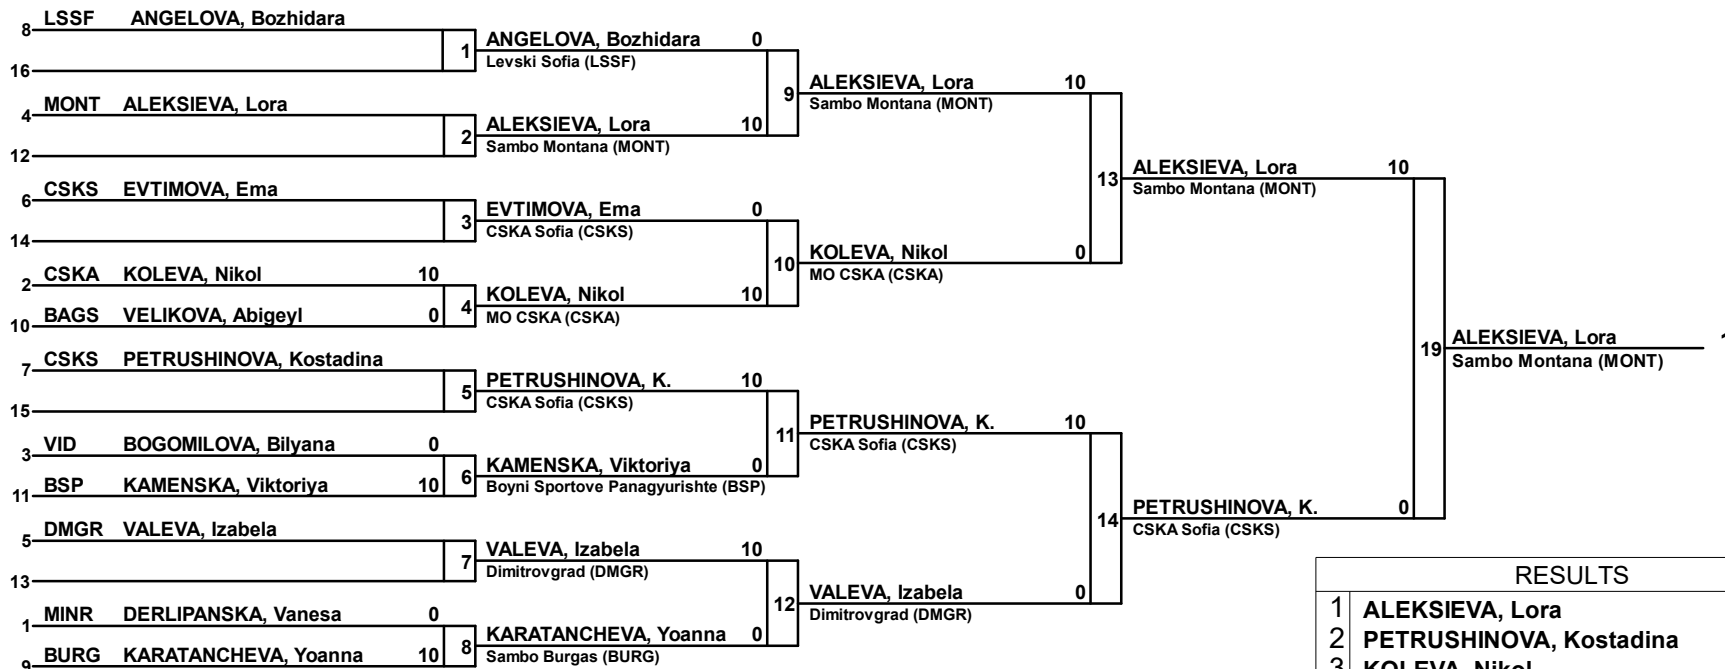 8 LSSF ANGELOVA, Bozhidara
16
1 ANGELOVA, Bozhidara 0
Levski Sofia (LSSF)
4 MONT ALEKSIEVA, Lora
12
2 ALEKSIEVA, Lora 10
Sambo Montana (MONT)
9 ALEKSIEVA, Lora 10
Sambo Montana (MONT)
6 CSKS EVTIMOVA, Ema
14
3 EVTIMOVA, Ema 0
CSKA Sofia (CSKS)
2 CSKA KOLEVA, Nikol 10
10 BAGS VELIKOVA, Abigeyl 0
4 KOLEVA, Nikol 10
MO CSKA (CSKA)
10 KOLEVA, Nikol 0
MO CSKA (CSKA)
13 ALEKSIEVA, Lora 10
Sambo Montana (MONT)
7 CSKS PETRUSHINOVA, Kostadina
15
5 PETRUSHINOVA, K. 10
CSKA Sofia (CSKS)
3 VID BOGOMILOVA, Bilyana 0
11 BSP KAMENSKA, Viktoriya 10
6 KAMENSKA, Viktoriya 0
Boyni Sportove Panagyurishte (BSP)
11 PETRUSHINOVA, K. 10
CSKA Sofia (CSKS)
5 DMGR VALEVA, Izabela
13
7 VALEVA, Izabela 10
Dimitrovgrad (DMGR)
1 MINR DERLIPANSKA, Vanesa 0
9 BURG KARATANCHEVA, Yoanna 10
8 KARATANCHEVA, Yoanna 0
Sambo Burgas (BURG)
12 VALEVA, Izabela 0
Dimitrovgrad (DMGR)
14 PETRUSHINOVA, K. 0
CSKA Sofia (CSKS)
19 ALEKSIEVA, Lora
Sambo Montana (MONT)
RESULTS
1 ALEKSIEVA, Lora
2 PETRUSHINOVA, Kostadina
3 KOLEVA, Nikol